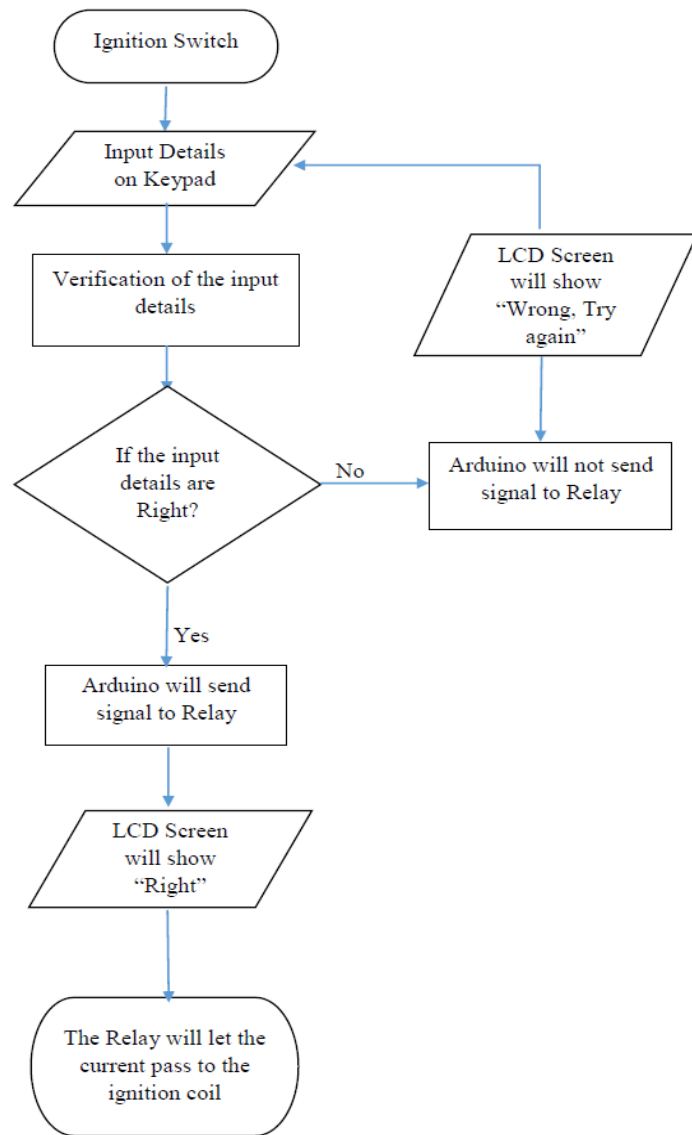 Ignition Switch
Input Details
on Keypad
LCD Screen
will show
“Wrong, Try
again”
Verification of the input
details
If the input
details are
Right?
No
Arduino will not send
signal to Relay
Yes
Arduino will send
signal to Relay
LCD Screen
will show
“Right”
The Relay will let the
current pass to the
ignition coil